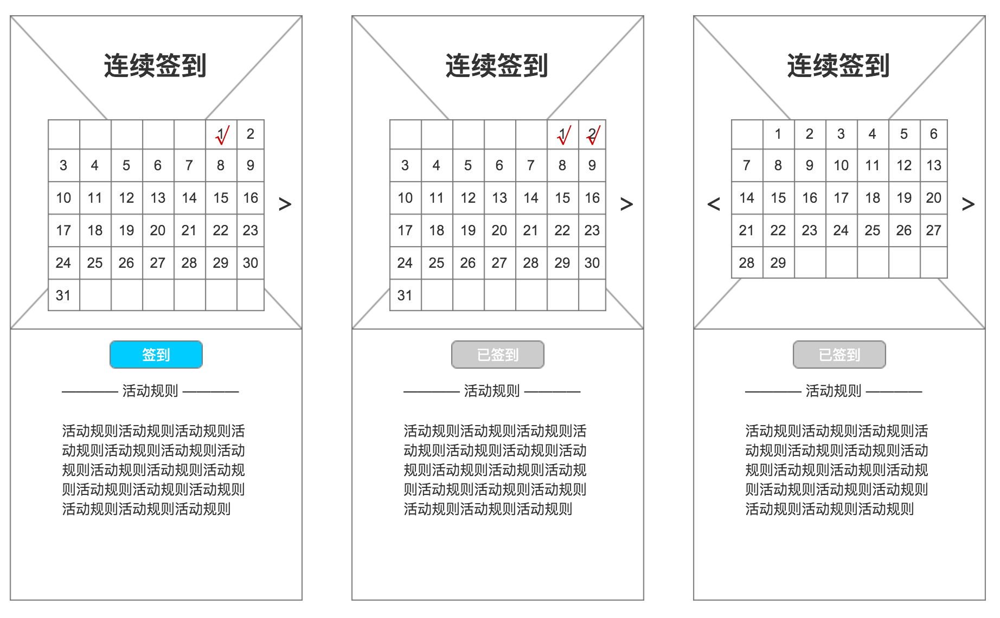 连续签到
1 2
3 4 5 6 7 8 9
10 11 12 13 14 15 16
>
17 18 19 20 21 22 23
24 25 26 27 28 29 30
31
签到
———— 活动规则 ————
活动规则活动规则活动规则活
动规则活动规则活动规则活动
规则活动规则活动规则活动规
则活动规则活动规则活动规则
活动规则活动规则活动规则
连续签到
1 2
3 4 5 6 7 8 9
10 11 12 13 14 15 16
>
17 18 19 20 21 22 23
24 25 26 27 28 29 30
31
已签到
———— 活动规则 ————
活动规则活动规则活动规则活
动规则活动规则活动规则活动
规则活动规则活动规则活动规
则活动规则活动规则活动规则
活动规则活动规则活动规则
连续签到
1 2 3 4 5 6
7 8 9 10 11 12 13
14 15 16 17 18 19 20
< >
21 22 23 24 25 26 27
28 29
已签到
———— 活动规则 ————
活动规则活动规则活动规则活
动规则活动规则活动规则活动
规则活动规则活动规则活动规
则活动规则活动规则活动规则
活动规则活动规则活动规则